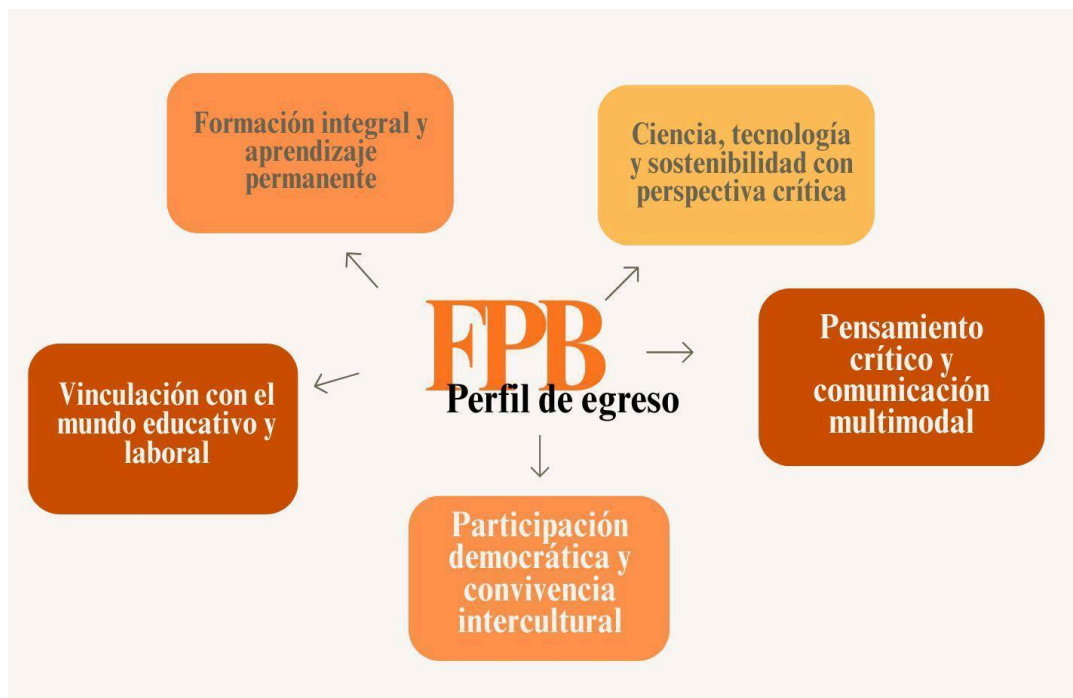 Formación integral y
aprendizaje
permanente
Ciencia, tecnología
y sostenibilidad con
perspectiva crítica
FPB
Perfil de egreso
Pensamiento
crítico y
comunicación
multimodal
Vinculación con el
mundo educativo y
laboral
Participación
democrática y
convivencia
intercultural